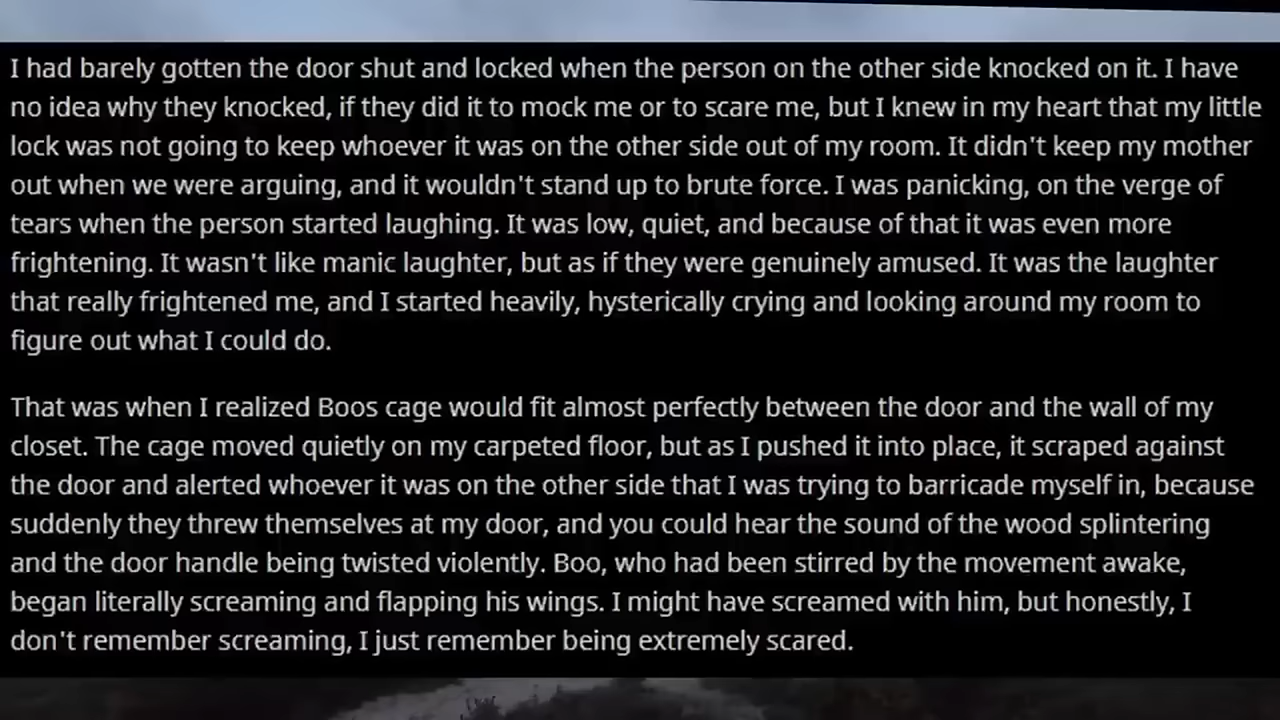 I had barely gotten the door shut and locked when the person on the other side knocked on it. I have
no idea why they knocked, if they did it to mock me or to scare me, but I knew in my heart that my little
lock was not going to keep whoever it was on the other side out of my room. It didn't keep my mother
out when we were arguing, and it wouldn't stand up to brute force. I was panicking, on the verge of
tears when the person started laughing. It was low, quiet, and because of that it was even more
frightening. It wasn't like manic laughter, but as if they were genuinely amused. It was the laughter
that really frightened me, and I started heavily, hysterically crying and looking around my room to
figure out what I could do.
That was when I realized Boos cage would fit almost perfectly between the door and the wall of my
closet. The cage moved quietly on my carpeted floor, but as I pushed it into place, it scraped against
the door and alerted whoever it was on the other side that I was trying to barricade myself in, because
suddenly they threw themselves at my door, and you could hear the sound of the wood splintering
and the door handle being twisted violently. Boo, who had been stirred by the movement awake,
began literally screaming and flapping his wings. I might have screamed with him, but honestly, I
don't remember screaming, I just remember being extremely scared.